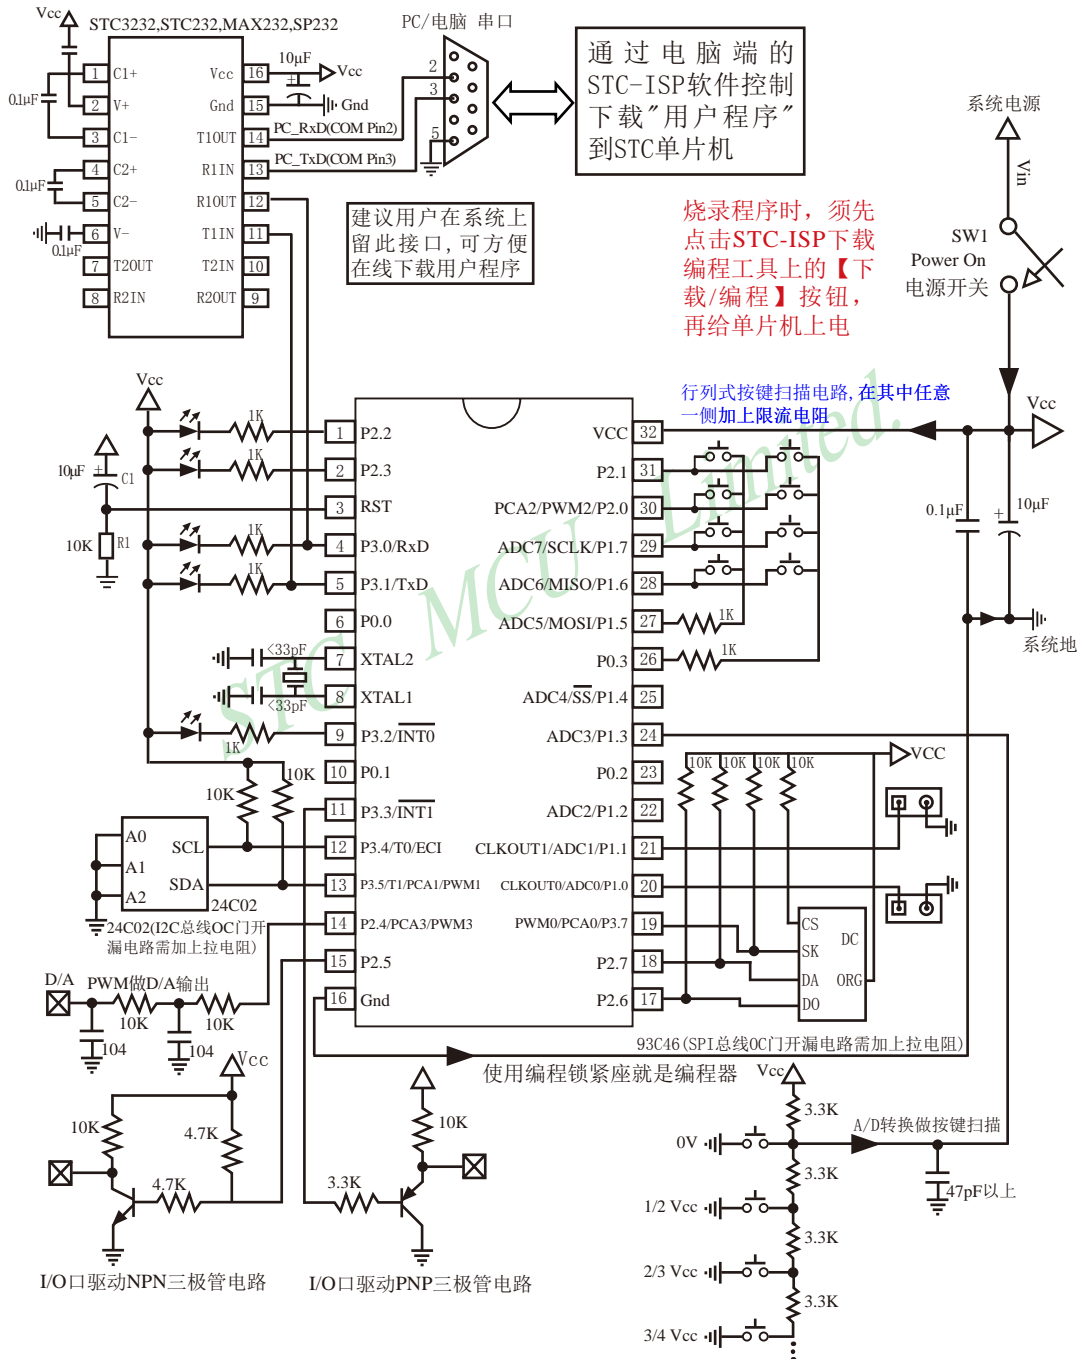 Vcc
STC3232,STC232,MAX232,SP232
PC/电脑 串口
1 C1+
2 V+
3 C1-
4 C2+
5 C2-
6 V-
7 T2OUT
8 R2IN
Vcc 16
Gnd 15
T1OUT 14
R1IN 13
R1OUT 12
T1IN 11
T2IN 10
R2OUT 9
0.1μF
0.1μF
0.1μF
10μF
Vcc
Gnd
PC_RxD(COM Pin2)
PC_TxD(COM Pin3)
2
3
5
通过电脑端的
STC-ISP软件控制
下载"用户程序"
到STC单片机
建议用户在系统上
留此接口,可方便
在线下载用户程序
烧录程序时，须先
点击STC-ISP下载
编程工具上的【下
载/编程】按钮，
再给单片机上电
系统电源
Vin
SW1
Power On
电源开关
行列式按键扫描电路,在其中任意
一侧加上限流电阻
Vcc
0.1μF
10μF
系统地
Vcc
1K
1K
10μF
C1
10K
R1
1K
1K
<33pF
<33pF
1K
10K
10K
1 P2.2
2 P2.3
3 RST
4 P3.0/RxD
5 P3.1/TxD
6 P0.0
7 XTAL2
8 XTAL1
9 P3.2/INT0
10 P0.1
11 P3.3/INT1
12 P3.4/T0/ECI
13 P3.5/T1/PCA1/PWM1
14 P2.4/PCA3/PWM3
15 P2.5
16 Gnd
VCC 32
P2.1 31
PCA2/PWM2/P2.0 30
ADC7/SCLK/P1.7 29
ADC6/MISO/P1.6 28
ADC5/MOSI/P1.5 27
P0.3 26
ADC4/SS/P1.4 25
ADC3/P1.3 24
P0.2 23
ADC2/P1.2 22
CLKOUT1/ADC1/P1.1 21
CLKOUT0/ADC0/P1.0 20
PWM0/PCA0/P3.7 19
P2.7 18
P2.6 17
STC MCU Limited.
1K
1K
10K
10K
10K
10K
VCC
CS
SK
DA
DO
DC
ORG
93C46(SPI总线OC门开漏电路需加上拉电阻)
A0
A1
A2
SCL
SDA
24C02
24C02(I2C总线OC门开
漏电路需加上拉电阻)
D/A
PWM做D/A输出
10K
10K
104
104
使用编程锁紧座就是编程器
Vcc
10K
4.7K
4.7K
I/O口驱动NPN三极管电路
10K
3.3K
I/O口驱动PNP三极管电路
Vcc
3.3K
A/D转换做按键扫描
0V
3.3K
47pF以上
1/2 Vcc
3.3K
2/3 Vcc
3.3K
3/4 Vcc